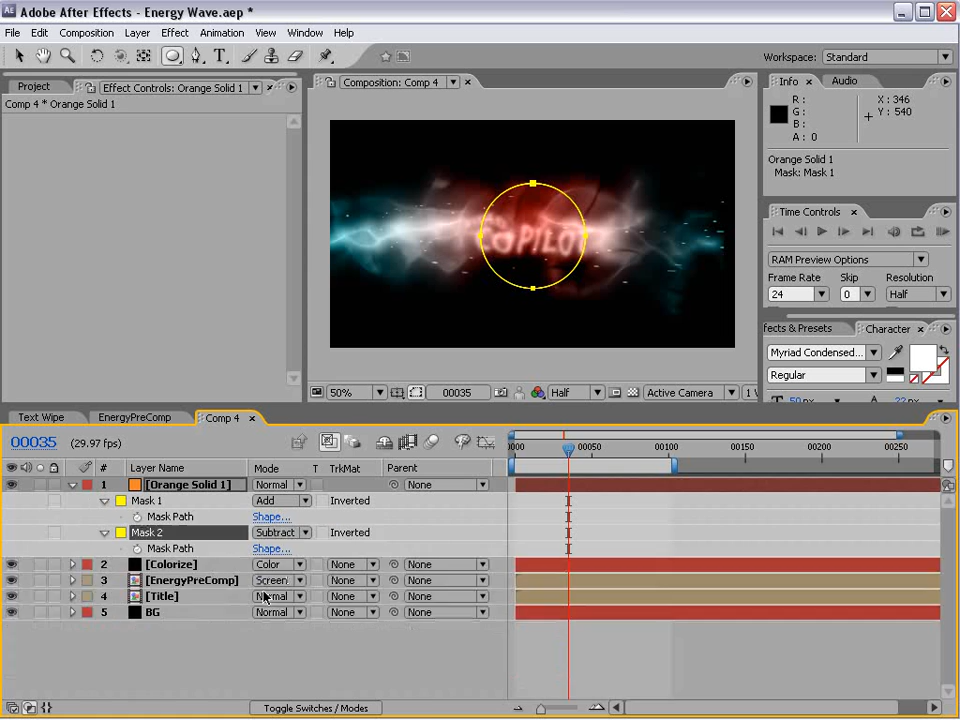 Adobe After Effects - Energy Wave.aep *
File Edit Composition Layer Effect Animation View Window Help
Workspace: Standard
Project Effect Controls: Orange Solid 1
Comp 4 * Orange Solid 1
Composition: Comp 4
COPILOT
50% 00035 Half Active Camera 1
Info Audio
R : X : 346
G : Y : 540
B :
A : 0
Orange Solid 1
Mask: Mask 1
Time Controls
RAM Preview Options
Frame Rate Skip Resolution
24 0 Half
ffects & Presets Character
Myriad Condensed...
Regular
Text Wipe EnergyPreComp Comp 4
00035 (29.97 fps)
0000 00050 00100 00150 00200 00250
# Layer Name Mode T TrkMat Parent
1 [Orange Solid 1] Normal None
Mask 1 Add Inverted
Mask Path Shape...
Mask 2 Subtract Inverted
Mask Path Shape...
2 [Colorize] Color None None
3 [EnergyPreComp] Screen None None
4 [Title] Normal None None
5 BG Normal None None
Toggle Switches / Modes